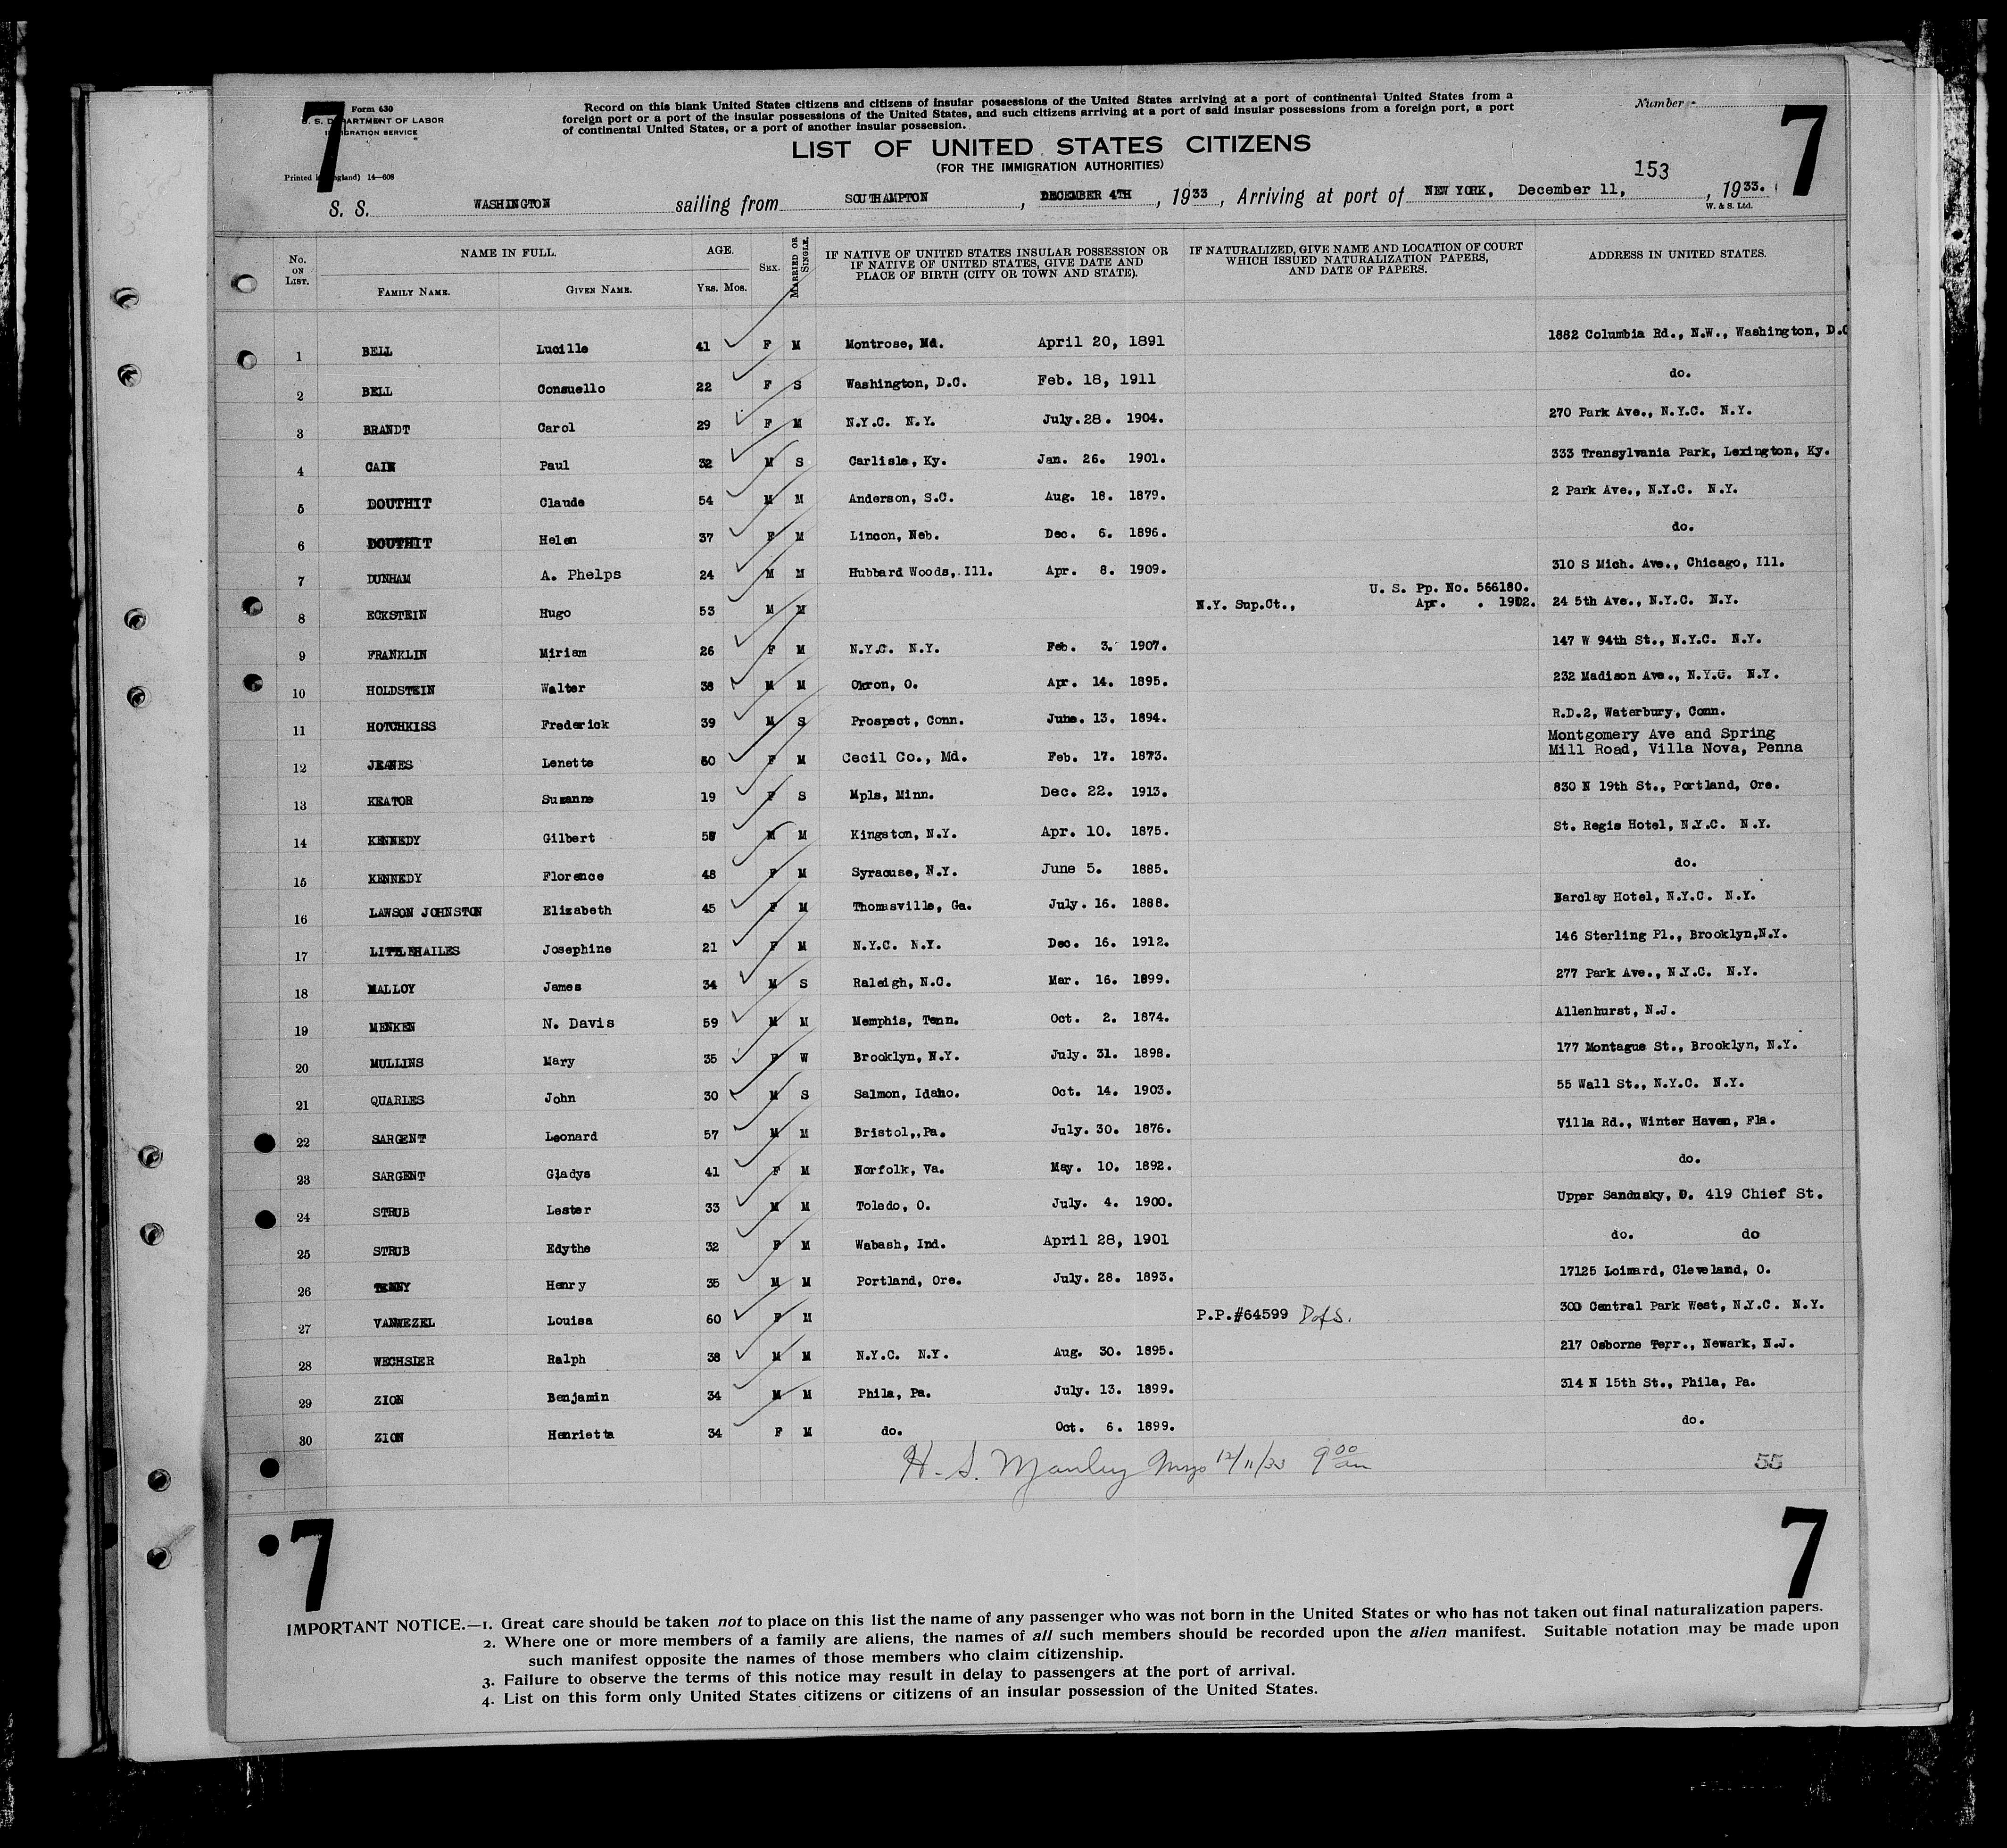 7 Form 630 7
U. S. DEPARTMENT OF LABOR
IMMIGRATION SERVICE
Printed in England) 14—608
Record on this blank United States citizens and citizens of insular possessions of the United States arriving at a port of continental United States from a
foreign port or a port of the insular possessions of the United States, and such citizens arriving at a port of said insular possessions from a foreign port, a port
of continental United States, or a port of another insular possession.
Number
LIST OF UNITED STATES CITIZENS
(FOR THE IMMIGRATION AUTHORITIES)
153
S. S. WASHINGTON sailing from SOUTHAMPTON, DECEMBER 4TH, 1933, Arriving at port of NEW YORK, December 11, , 1933.
W. & S. Ltd.
No. ON LIST. NAME IN FULL. FAMILY NAME. GIVEN NAME. AGE. YRS. MOS. SEX. MARRIED OR SINGLE. IF NATIVE OF UNITED STATES INSULAR POSSESSION OR IF NATIVE OF UNITED STATES, GIVE DATE AND PLACE OF BIRTH (CITY OR TOWN AND STATE). IF NATURALIZED, GIVE NAME AND LOCATION OF COURT WHICH ISSUED NATURALIZATION PAPERS, AND DATE OF PAPERS. ADDRESS IN UNITED STATES.
1 BELL Lucille 41 F M Montrose, Md. April 20, 1891 1882 Columbia Rd., N.W., Washington, D.C
2 BELL Consuello 22 F S Washington, D.C. Feb. 18, 1911 do.
3 BRANDT Carol 29 F M N.Y.C. N.Y. July.28. 1904. 270 Park Ave., N.Y.C. N.Y.
4 CAIN Paul 32 M S Carlisle, Ky. Jan. 26. 1901. 333 Transylvania Park, Lexington, Ky.
5 DOUTHIT Claude 54 M M Anderson, S.C. Aug. 18. 1879. 2 Park Ave., N.Y.C. N.Y.
6 DOUTHIT Helen 37 F M Lincon, Neb. Dec. 6. 1896. do.
7 DUNHAM A. Phelps 24 M M Hubbard Woods, Ill. Apr. 8. 1909. 310 S Mich. Ave., Chicago, Ill.
8 ECKSTEIN Hugo 53 M M N.Y. Sup.Ct., U. S. Pp. No. 566180. Apr. . 1902. 24 5th Ave., N.Y.C. N.Y.
9 FRANKLIN Miriam 26 F M N.Y.C. N.Y. Feb. 3. 1907. 147 W 94th St., N.Y.C. N.Y.
10 HOLDSTEIN Walter 38 M M Okron, O. Apr. 14. 1895. 232 Madison Ave., N.Y.C. N.Y.
11 HOTCHKISS Frederick 39 M S Prospect, Conn. June. 13. 1894. R.D.2, Waterbury, Conn.
12 JEANES Lenette 60 F M Cecil Co., Md. Feb. 17. 1873. Montgomery Ave and Spring
Mill Road, Villa Nova, Penna
13 KEATOR Suzanne 19 F S Mpls, Minn. Dec. 22. 1913. 830 N 19th St., Portland, Ore.
14 KENNEDY Gilbert 58 M M Kingston, N.Y. Apr. 10. 1875. St. Regis Hotel, N.Y.C. N.Y.
15 KENNEDY Florence 48 F M Syracuse, N.Y. June 5. 1885. do.
16 LAWSON JOHNSTON Elizabeth 45 F M Thomasville, Ga. July. 16. 1888. Barclay Hotel, N.Y.C. N.Y.
17 LITTLEHAILES Josephine 21 F M N.Y.C. N.Y. Dec. 16. 1912. 146 Sterling Pl., Brooklyn,N.Y.
18 MALLOY James 34 M S Raleigh, N.C. Mar. 16. 1899. 277 Park Ave., N.Y.C. N.Y.
19 MENKEN N. Davis 59 M M Memphis, Tenn. Oct. 2. 1874. Allenhurst, N.J.
20 MULLINS Mary 35 F W Brooklyn, N.Y. July. 31. 1898. 177 Montague St., Brooklyn, N.Y.
21 QUARLES John 30 M S Salmon, Idaho. Oct. 14. 1903. 55 Wall St., N.Y.C. N.Y.
22 SARGENT Leonard 57 M M Bristol,,Pa. July. 30. 1876. Villa Rd., Winter Haven, Fla.
23 SARGENT Gladys 41 F M Norfolk, Va. May. 10. 1892. do.
24 STRUB Lester 33 M M Toledo, O. July. 4. 1900. Upper Sandusky, O. 419 Chief St.
25 STRUB Edythe 32 F M Wabash, Ind. April 28, 1901 do. do
26 TENNY Henry 35 M M Portland, Ore. July. 28. 1893. 17125 Loimard, Cleveland, O.
27 VANWEZEL Louisa 60 F M P.P.#64599 DofS. 300 Central Park West, N.Y.C. N.Y.
28 WECHSLER Ralph 38 M M N.Y.C. N.Y. Aug. 30. 1895. 217 Osborne Terr., Newark, N.J.
29 ZION Benjamin 34 M M Phila, Pa. July. 13. 1899. 314 N 15th St., Phila, Pa.
30 ZION Henrietta 34 F M do. Oct. 6. 1899. do.
H. S. Manley 12/11/33 9 00 am 55
7 7
IMPORTANT NOTICE.—1. Great care should be taken not to place on this list the name of any passenger who was not born in the United States or who has not taken out final naturalization papers.
2. Where one or more members of a family are aliens, the names of all such members should be recorded upon the alien manifest. Suitable notation may be made upon
such manifest opposite the names of those members who claim citizenship.
3. Failure to observe the terms of this notice may result in delay to passengers at the port of arrival.
4. List on this form only United States citizens or citizens of an insular possession of the United States.